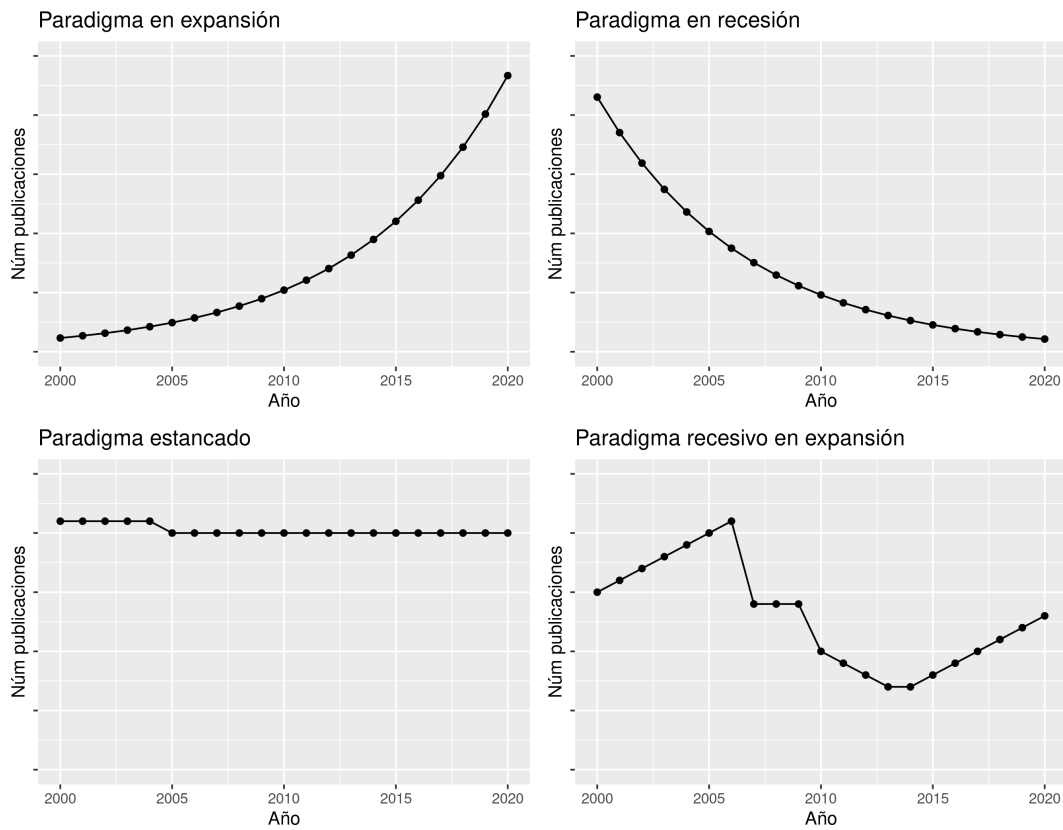 Paradigma en expansión
Núm publicaciones
2000 2005 2010 2015 2020
Año
Paradigma en recesión
Núm publicaciones
2000 2005 2010 2015 2020
Año
Paradigma estancado
Núm publicaciones
2000 2005 2010 2015 2020
Año
Paradigma recesivo en expansión
Núm publicaciones
2000 2005 2010 2015 2020
Año